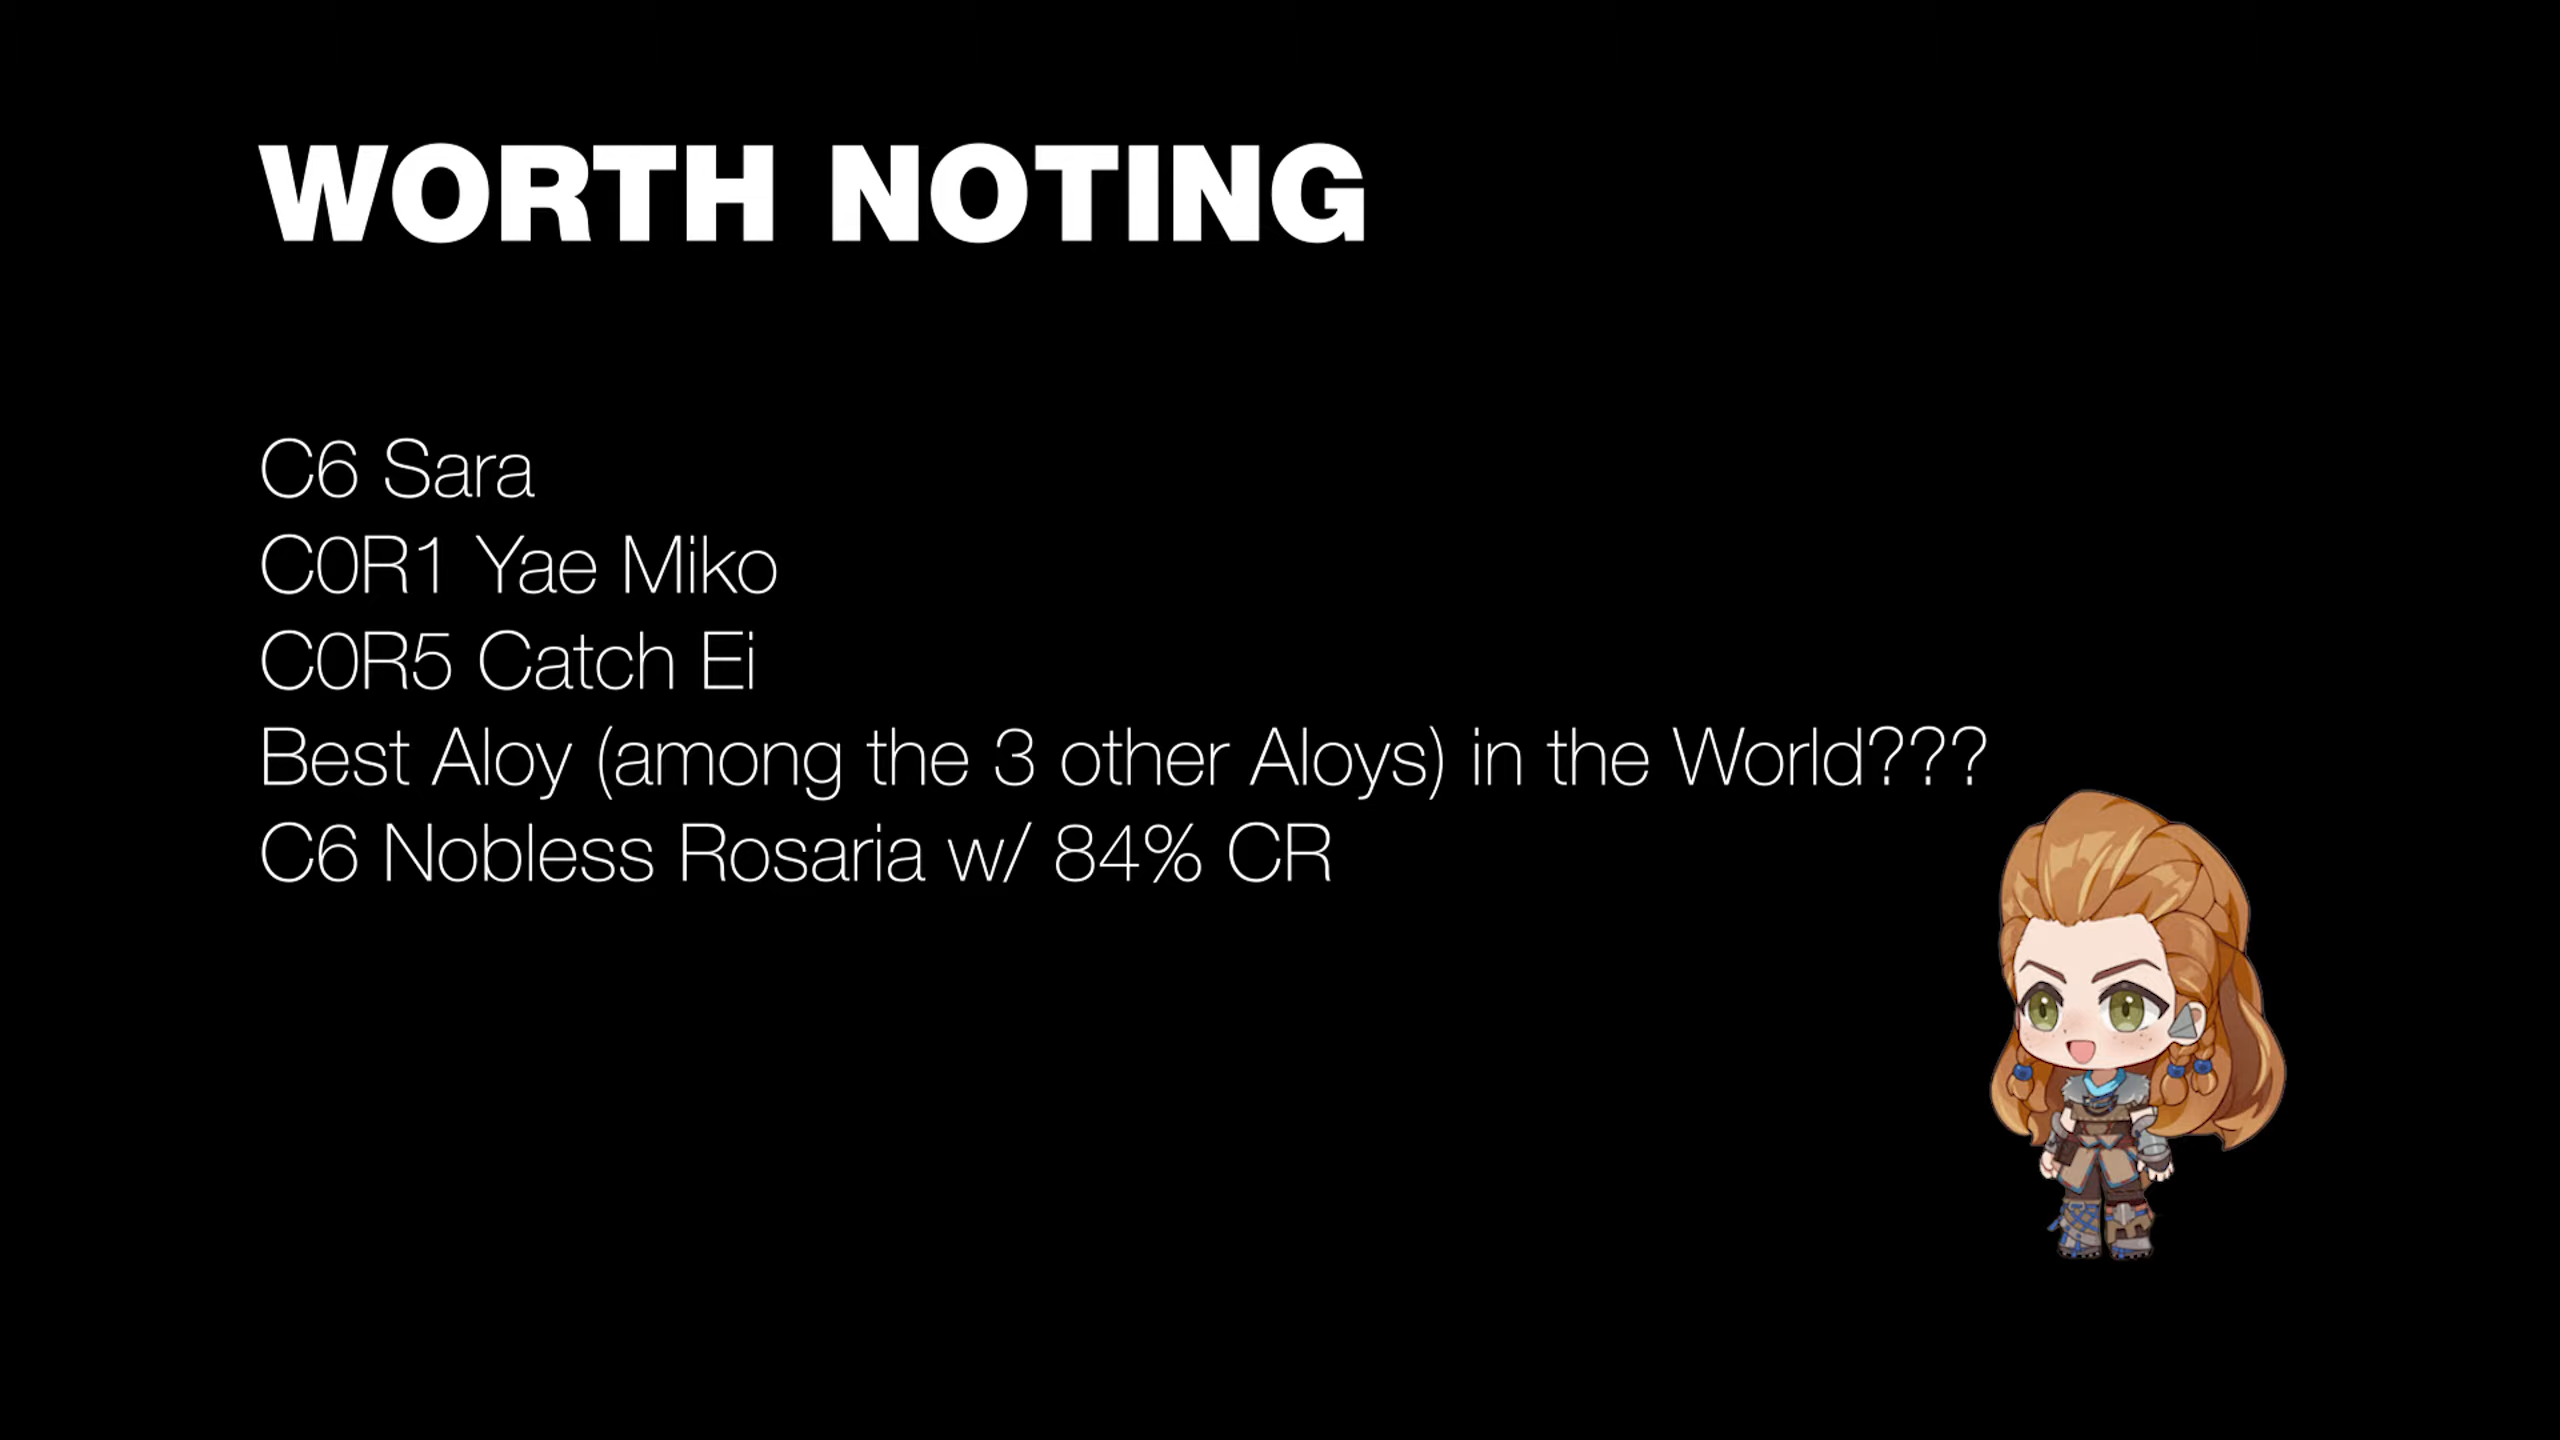 WORTH NOTING
C6 Sara
C0R1 Yae Miko
C0R5 Catch Ei
Best Aloy (among the 3 other Aloys) in the World???
C6 Nobless Rosaria w/ 84% CR